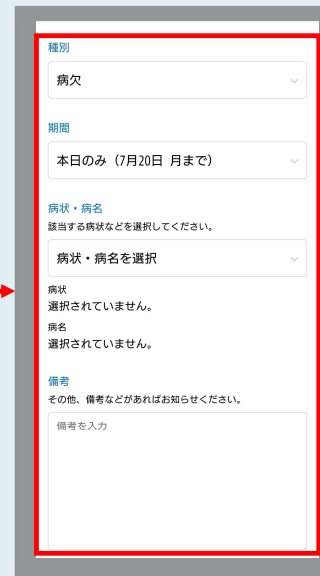 種別
病欠
期間
本日のみ（7月20日 月まで）
病状・病名
該当する病状などを選択してください。
病状・病名を選択
病状
選択されていません。
病名
選択されていません。
備考
その他、備考などがあればお知らせください。
備考を入力